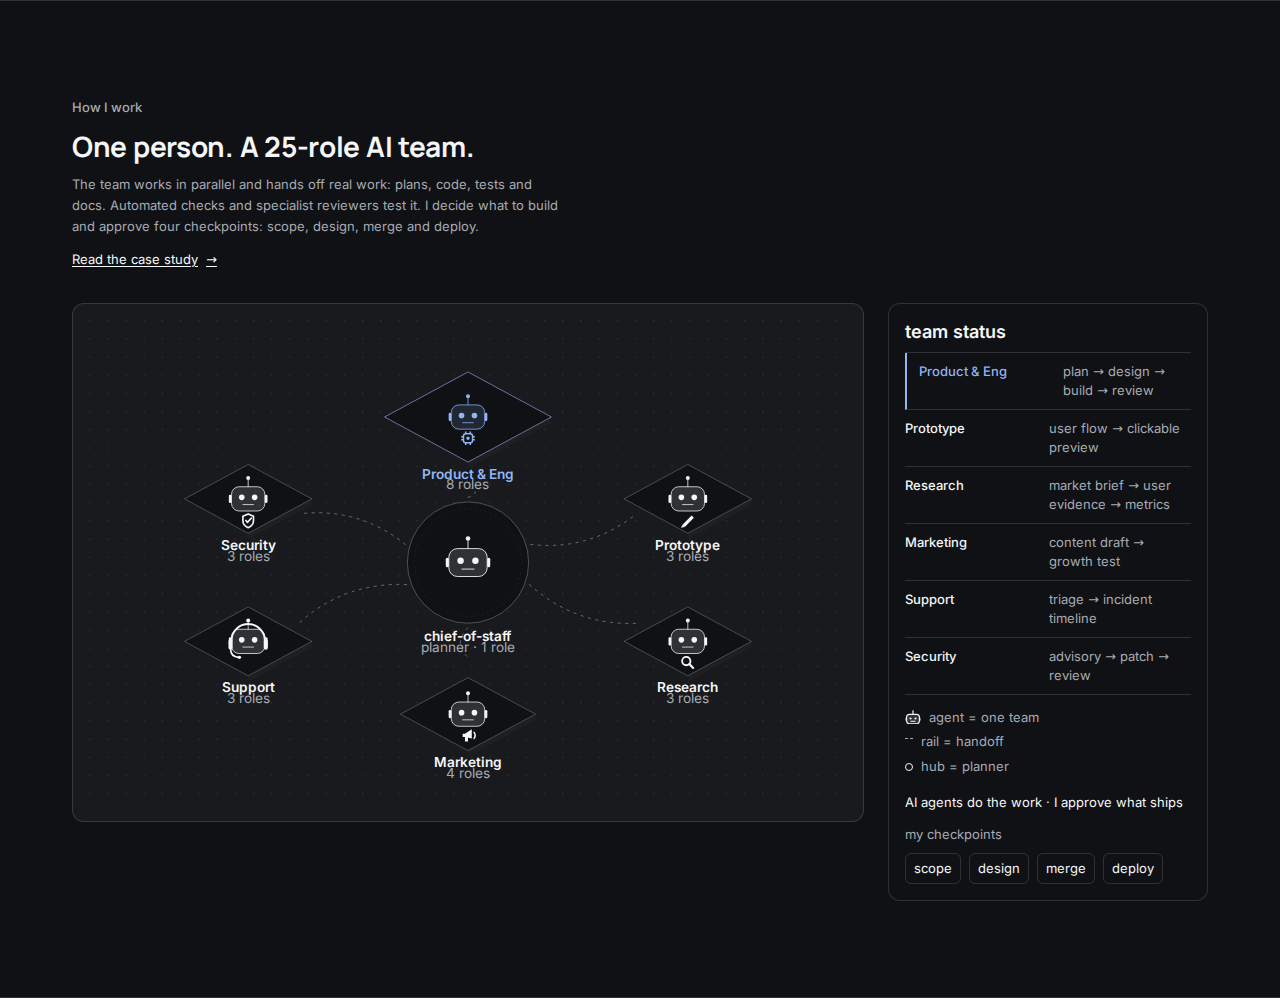 How I work
One person. A 25-role AI team.
The team works in parallel and hands off real work: plans, code, tests and
docs. Automated checks and specialist reviewers test it. I decide what to build
and approve four checkpoints: scope, design, merge and deploy.
Read the case study →
Product & Eng
8 roles
Security
3 roles
Prototype
3 roles
chief-of-staff
planner · 1 role
Support
3 roles
Research
3 roles
Marketing
4 roles
team status
Product & Eng
plan → design →
build → review
Prototype
user flow → clickable
preview
Research
market brief → user
evidence → metrics
Marketing
content draft →
growth test
Support
triage → incident
timeline
Security
advisory → patch →
review
agent = one team
rail = handoff
hub = planner
AI agents do the work · I approve what ships
my checkpoints
scope
design
merge
deploy